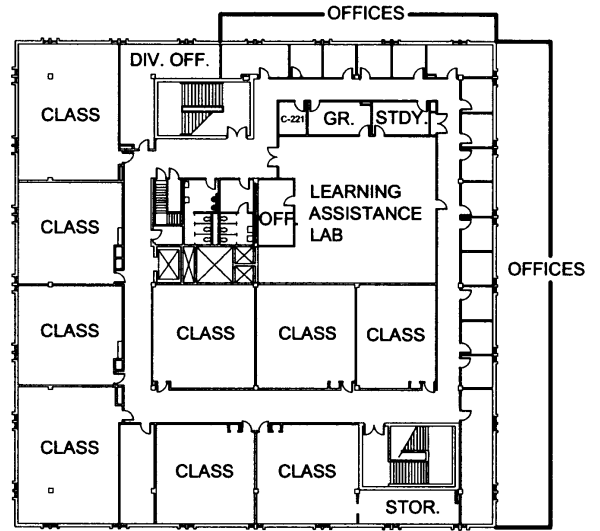 OFFICES
DIV. OFF.
CLASS
C-221
GR.
STDY.
LEARNING
ASSISTANCE
LAB
OFF.
CLASS
OFFICES
CLASS
CLASS
CLASS
CLASS
CLASS
CLASS
CLASS
STOR.